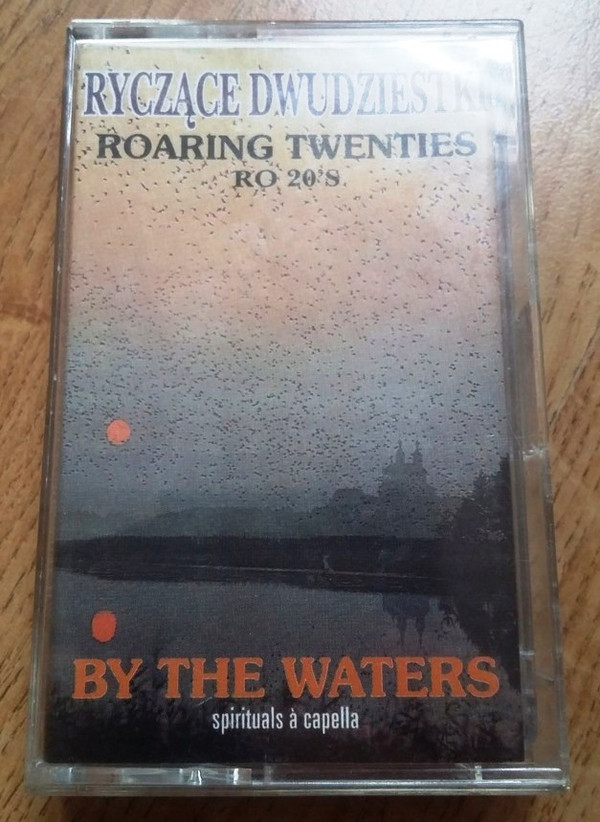 RYCZĄCE DWUDZIESTKI
ROARING TWENTIES
RO 20'S
BY THE WATERS
spirituals à capella